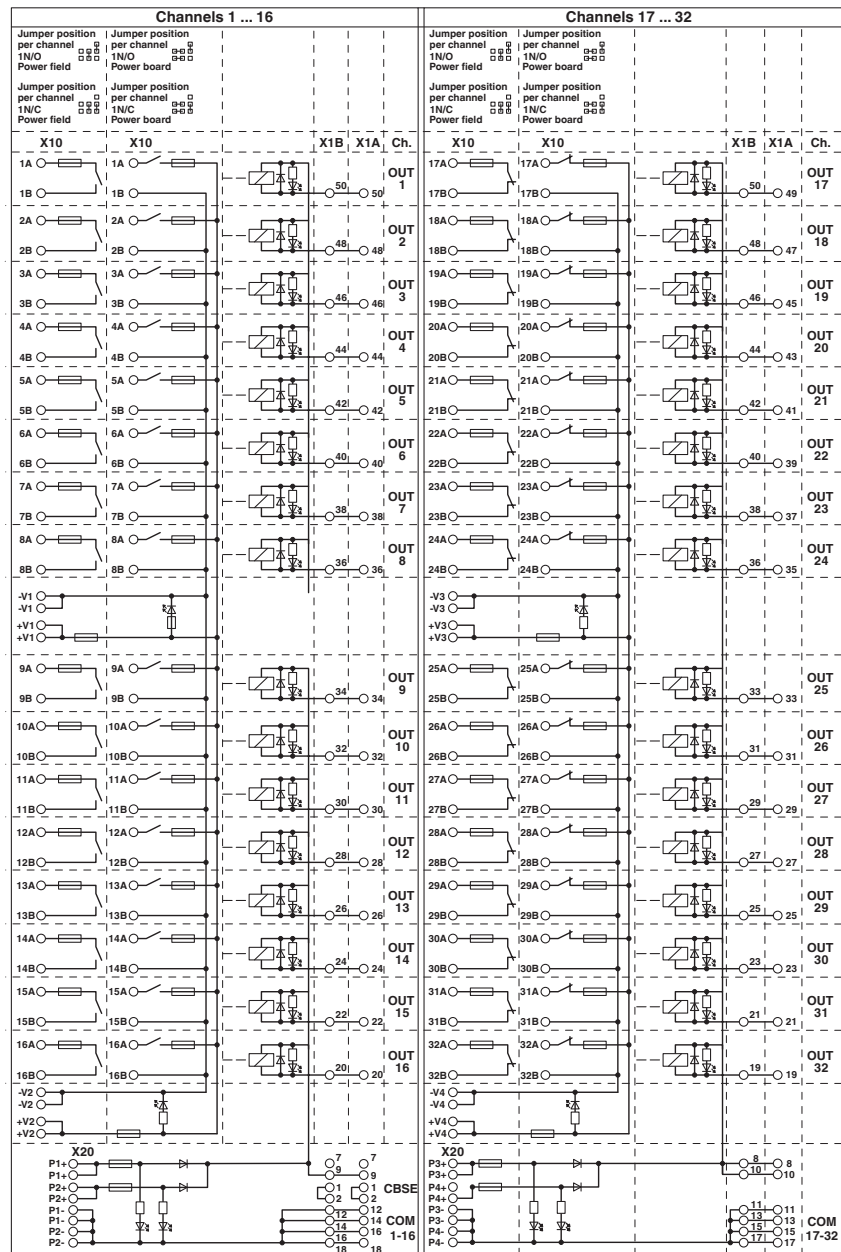 Channels 1 ... 16
Jumper position per channel 1N/O Power field
Jumper position per channel 1N/O Power board
Jumper position per channel 1N/C Power field
Jumper position per channel 1N/C Power board
X10 X10 X1B X1A Ch.
1A 1A OUT 1
1B 1B 50 50
2A 2A OUT 2
2B 2B 48 48
3A 3A OUT 3
3B 3B 46 46
4A 4A OUT 4
4B 4B 44 44
5A 5A OUT 5
5B 5B 42 42
6A 6A OUT 6
6B 6B 40 40
7A 7A OUT 7
7B 7B 38 38
8A 8A OUT 8
8B 8B 36 36
-V1
-V1
+V1
+V1
9A 9A OUT 9
9B 9B 34 34
10A 10A OUT 10
10B 10B 32 32
11A 11A OUT 11
11B 11B 30 30
12A 12A OUT 12
12B 12B 28 28
13A 13A OUT 13
13B 13B 26 26
14A 14A OUT 14
14B 14B 24 24
15A 15A OUT 15
15B 15B 22 22
16A 16A OUT 16
16B 16B 20 20
-V2
-V2
+V2
+V2
X20
P1+ 7 7
P1+ 9 9
P2+ 1 1 CBSE
P2+ 2 2
P1- 12 12
P1- 14 14 COM
P2- 16 16 1-16
P2- 18 18
Channels 17 ... 32
Jumper position per channel 1N/O Power field
Jumper position per channel 1N/O Power board
Jumper position per channel 1N/C Power field
Jumper position per channel 1N/C Power board
X10 X10 X1B X1A Ch.
17A 17A OUT 17
17B 17B 50 49
18A 18A OUT 18
18B 18B 48 47
19A 19A OUT 19
19B 19B 46 45
20A 20A OUT 20
20B 20B 44 43
21A 21A OUT 21
21B 21B 42 41
22A 22A OUT 22
22B 22B 40 39
23A 23A OUT 23
23B 23B 38 37
24A 24A OUT 24
24B 24B 36 35
-V3
-V3
+V3
+V3
25A 25A OUT 25
25B 25B 33 33
26A 26A OUT 26
26B 26B 31 31
27A 27A OUT 27
27B 27B 29 29
28A 28A OUT 28
28B 28B 27 27
29A 29A OUT 29
29B 29B 25 25
30A 30A OUT 30
30B 30B 23 23
31A 31A OUT 31
31B 31B 21 21
32A 32A OUT 32
32B 32B 19 19
-V4
-V4
+V4
+V4
X20
P3+ 8 8
P3+ 10 10
P4+
P4+
P3- 11 11
P3- 13 13 COM
P4- 15 15 17-32
P4- 17 17